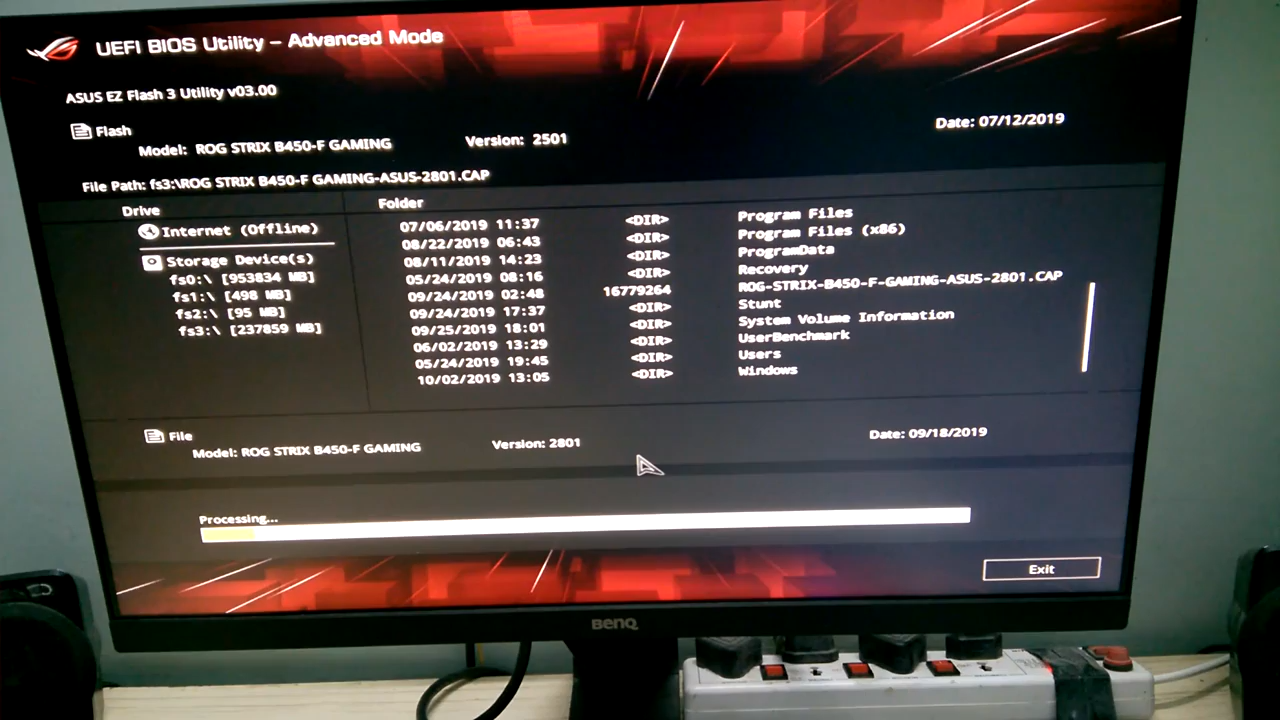 UEFI BIOS Utility – Advanced Mode
ASUS EZ Flash 3 Utility v03.00
Flash
Model: ROG STRIX B450-F GAMING Version: 2501 Date: 07/12/2019
File Path: fs3:\ROG STRIX B450-F GAMING-ASUS-2801.CAP
Drive Folder
Internet (Offline)
Storage Device(s)
fs0:\ [953834 MB]
fs1:\ [498 MB]
fs2:\ [95 MB]
fs3:\ [237859 MB]
07/06/2019 11:37 <DIR> Program Files
08/22/2019 06:43 <DIR> Program Files (x86)
08/11/2019 14:23 <DIR> ProgramData
05/24/2019 08:16 <DIR> Recovery
09/24/2019 02:48 16779264 ROG-STRIX-B450-F-GAMING-ASUS-2801.CAP
09/24/2019 17:37 <DIR> Stunt
09/25/2019 18:01 <DIR> System Volume Information
06/02/2019 13:29 <DIR> UserBenchmark
05/24/2019 19:45 <DIR> Users
10/02/2019 13:05 <DIR> Windows
File
Model: ROG STRIX B450-F GAMING Version: 2801 Date: 09/18/2019
Processing...
Exit
BenQ